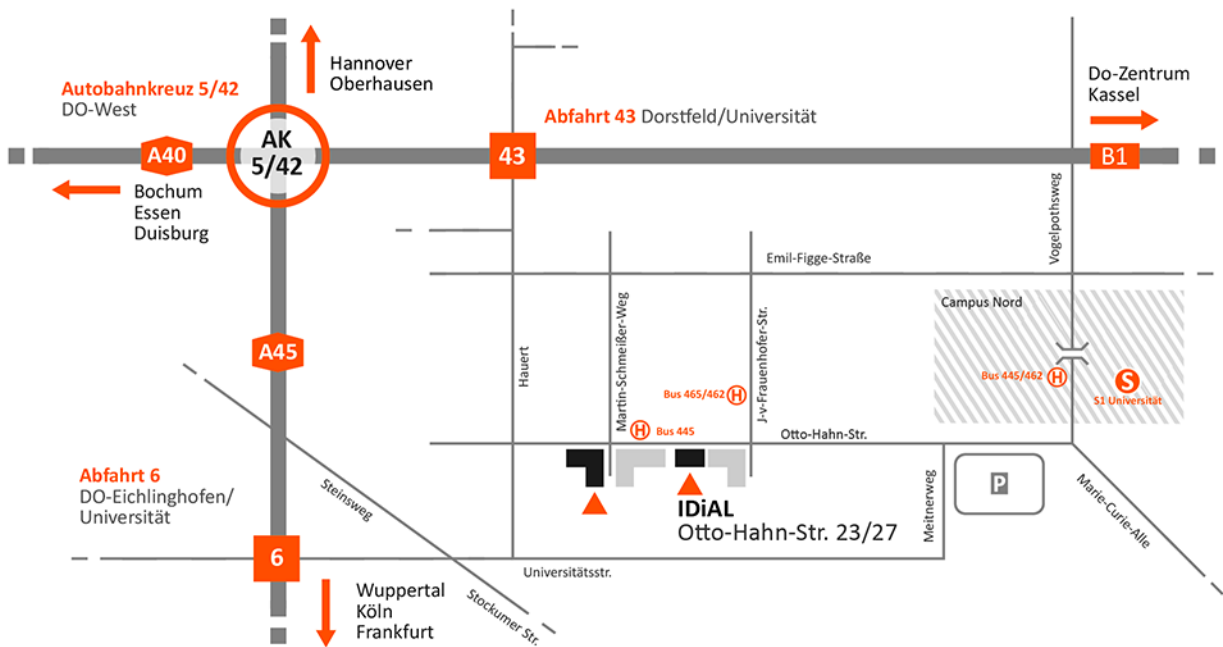 Hannover
Oberhausen
Autobahnkreuz 5/42
DO-West
Do-Zentrum
Kassel
Abfahrt 43 Dorstfeld/Universität
AK
5/42
A40
43
B1
Bochum
Essen
Duisburg
Vogelpothsweg
Emil-Figge-Straße
Campus Nord
Martin-Schmeißer-Weg
J-v-Frauenhofer-Str.
A45
Hauert
Bus 445/462
H
S
S1 Universität
Bus 465/462
H
H
Bus 445
Otto-Hahn-Str.
Abfahrt 6
DO-Eichlinghofen/
Universität
Steinsweg
IDiAL
Otto-Hahn-Str. 23/27
Meitnerweg
P
Marie-Curie-Alle
6
Universitätsstr.
Stockumer Str.
Wuppertal
Köln
Frankfurt